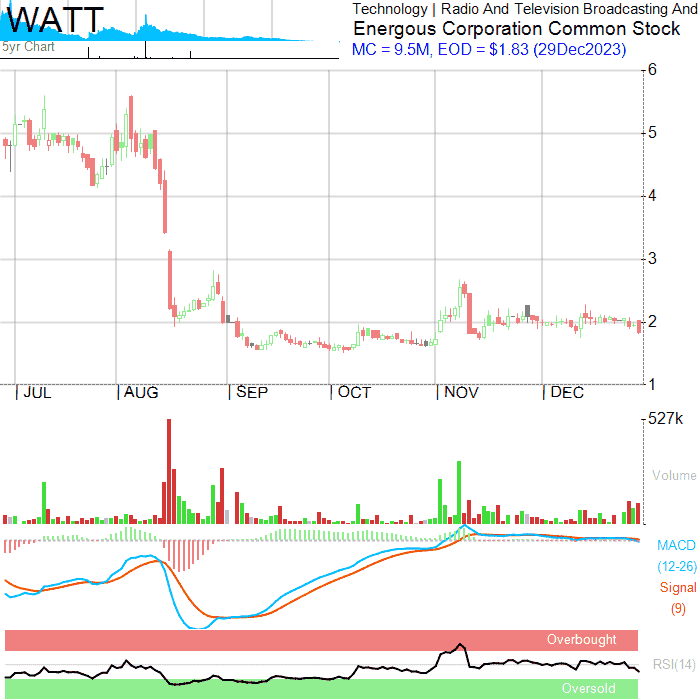 WATT
5yr Chart
Technology | Radio And Television Broadcasting And
Energous Corporation Common Stock
MC = 9.5M, EOD = $1.83 (29Dec2023)
6
5
4
3
2
1
JUL AUG SEP OCT NOV DEC
527k
Volume
MACD
(12-26)
Signal
(9)
Overbought
RSI(14)
Oversold